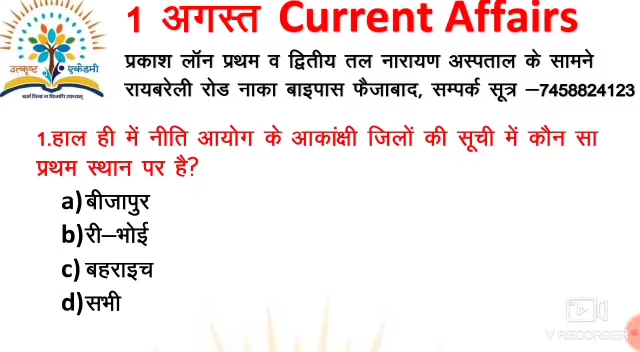 1 अगस्त Current Affairs
उत्कृष्ट एकेडमी
प्रकाश लॉन प्रथम व द्वितीय तल नारायण अस्पताल के सामने
रायबरेली रोड नाका बाइपास फैजाबाद, सम्पर्क सूत्र –7458824123
1.हाल ही में नीति आयोग के आकांक्षी जिलों की सूची में कौन सा
प्रथम स्थान पर है?
a)बीजापुर
b)री–भोई
c) बहराइच
d)सभी
V RECORDER